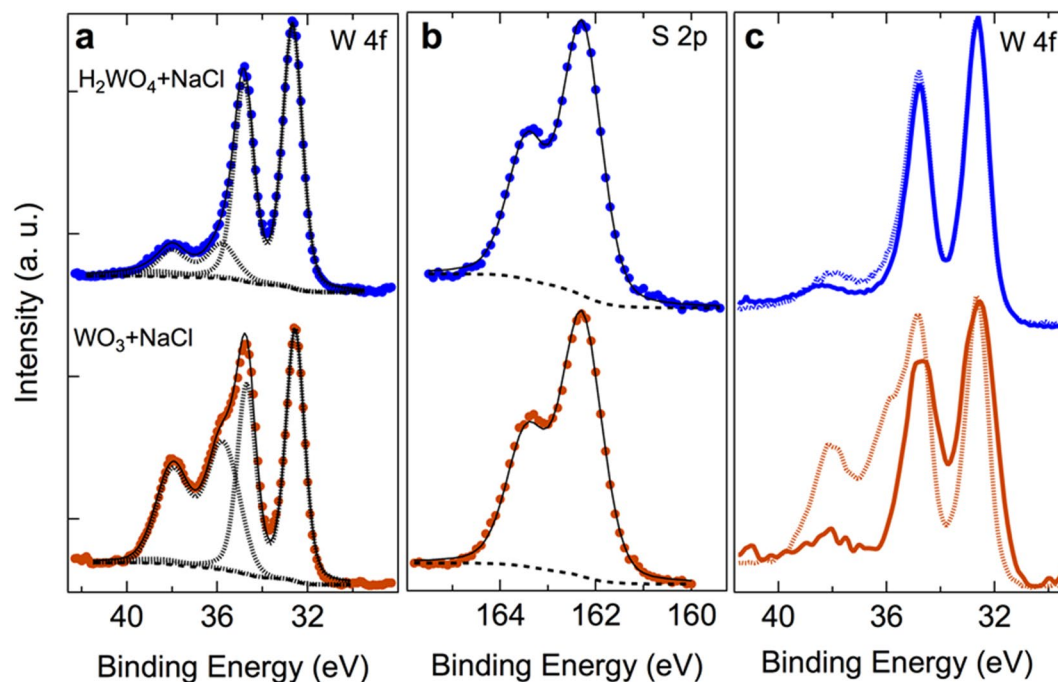 a
W 4f
H₂WO₄+NaCl
WO₃+NaCl
b
S 2p
c
W 4f
Intensity (a. u.)
40 36 32
164 162 160
40 36 32
Binding Energy (eV)
Binding Energy (eV)
Binding Energy (eV)